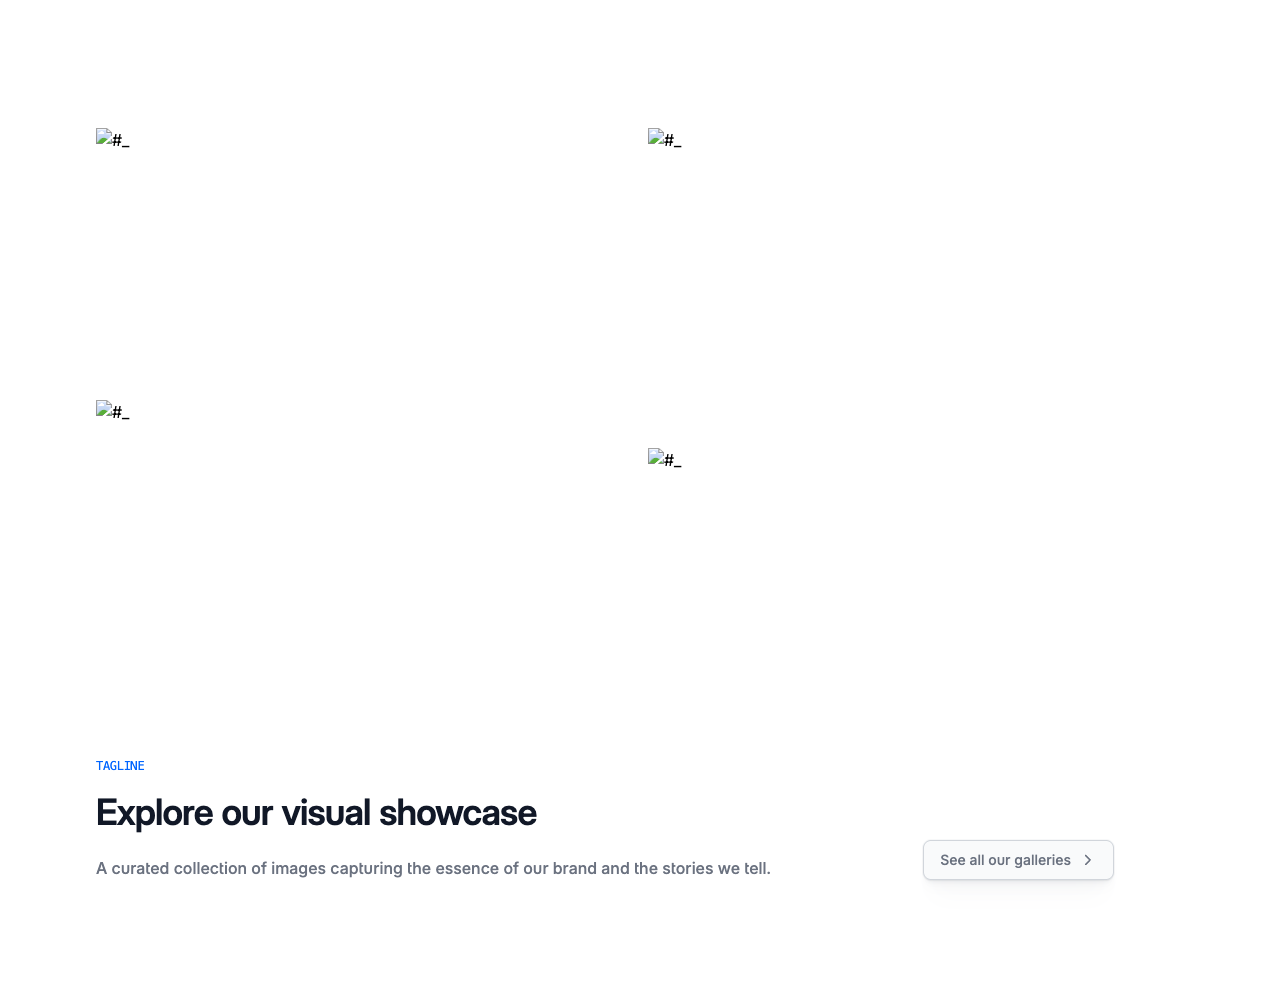 #_
#_
#_
#_
TAGLINE
Explore our visual showcase
A curated collection of images capturing the essence of our brand and the stories we tell.
See all our galleries